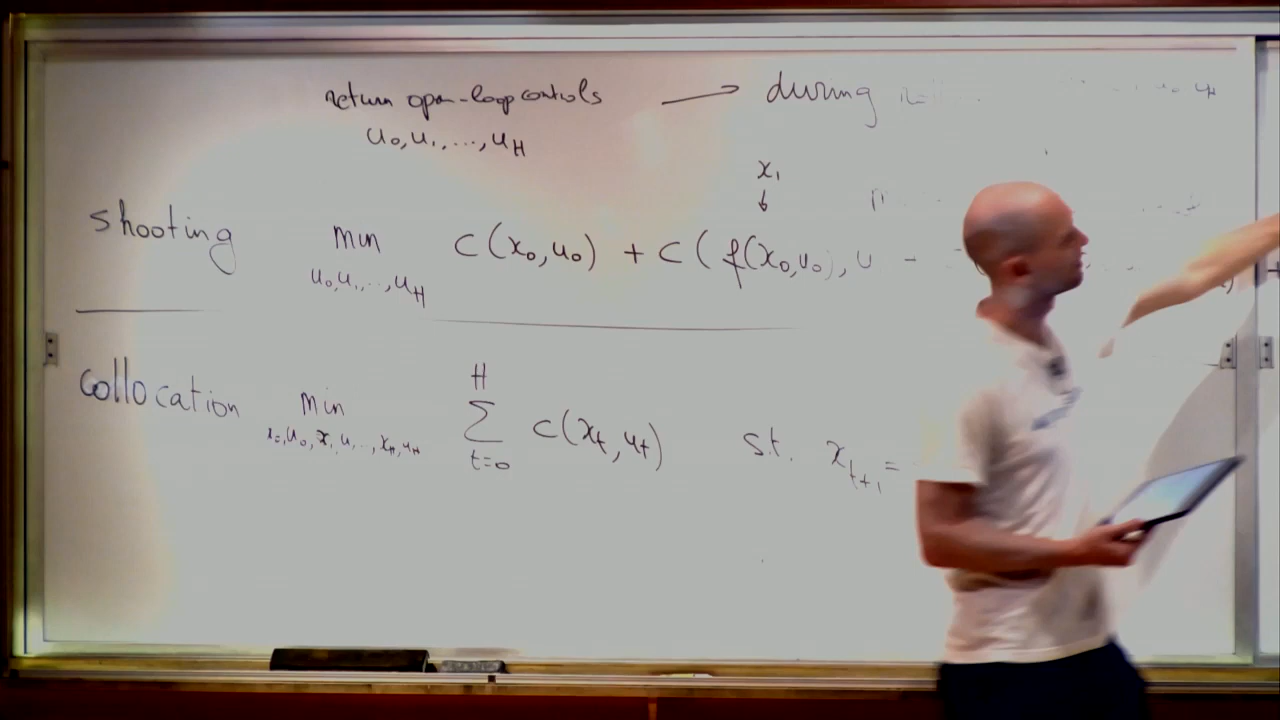 return open-loop controls → during
u₀, u₁, ..., u_H
x₁
↓
shooting min C(x₀, u₀) + C(f(x₀, u₀), u
u₀, u₁, .., u_H
collocation min H ∑ t=0 C(x_t, u_t) s.t. x_{t+1} =
x₀, u₀, x₁, u₁, .., x_H, u_H